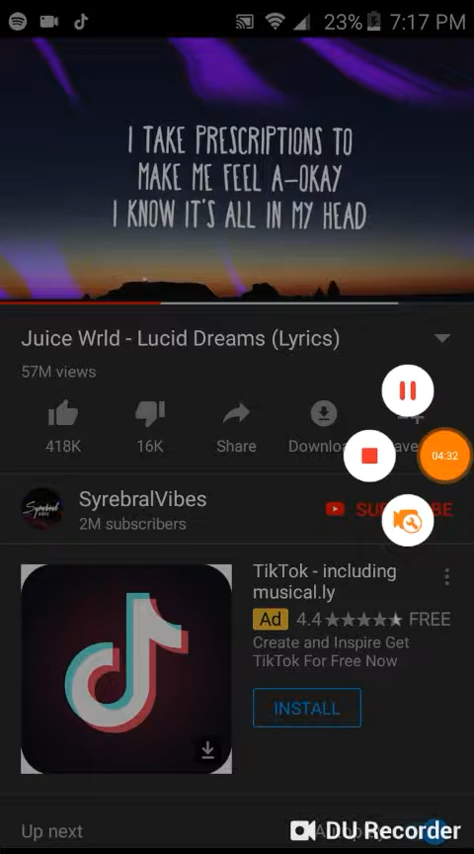 23% 7:17 PM
I TAKE PRESCRIPTIONS TO
MAKE ME FEEL A-OKAY
I KNOW IT'S ALL IN MY HEAD
Juice Wrld - Lucid Dreams (Lyrics)
57M views
418K 16K Share
04:32
SyrebralVibes
2M subscribers
TikTok - including
musical.ly
Ad 4.4 FREE
Create and Inspire Get
TikTok For Free Now
INSTALL
Up next
DU Recorder